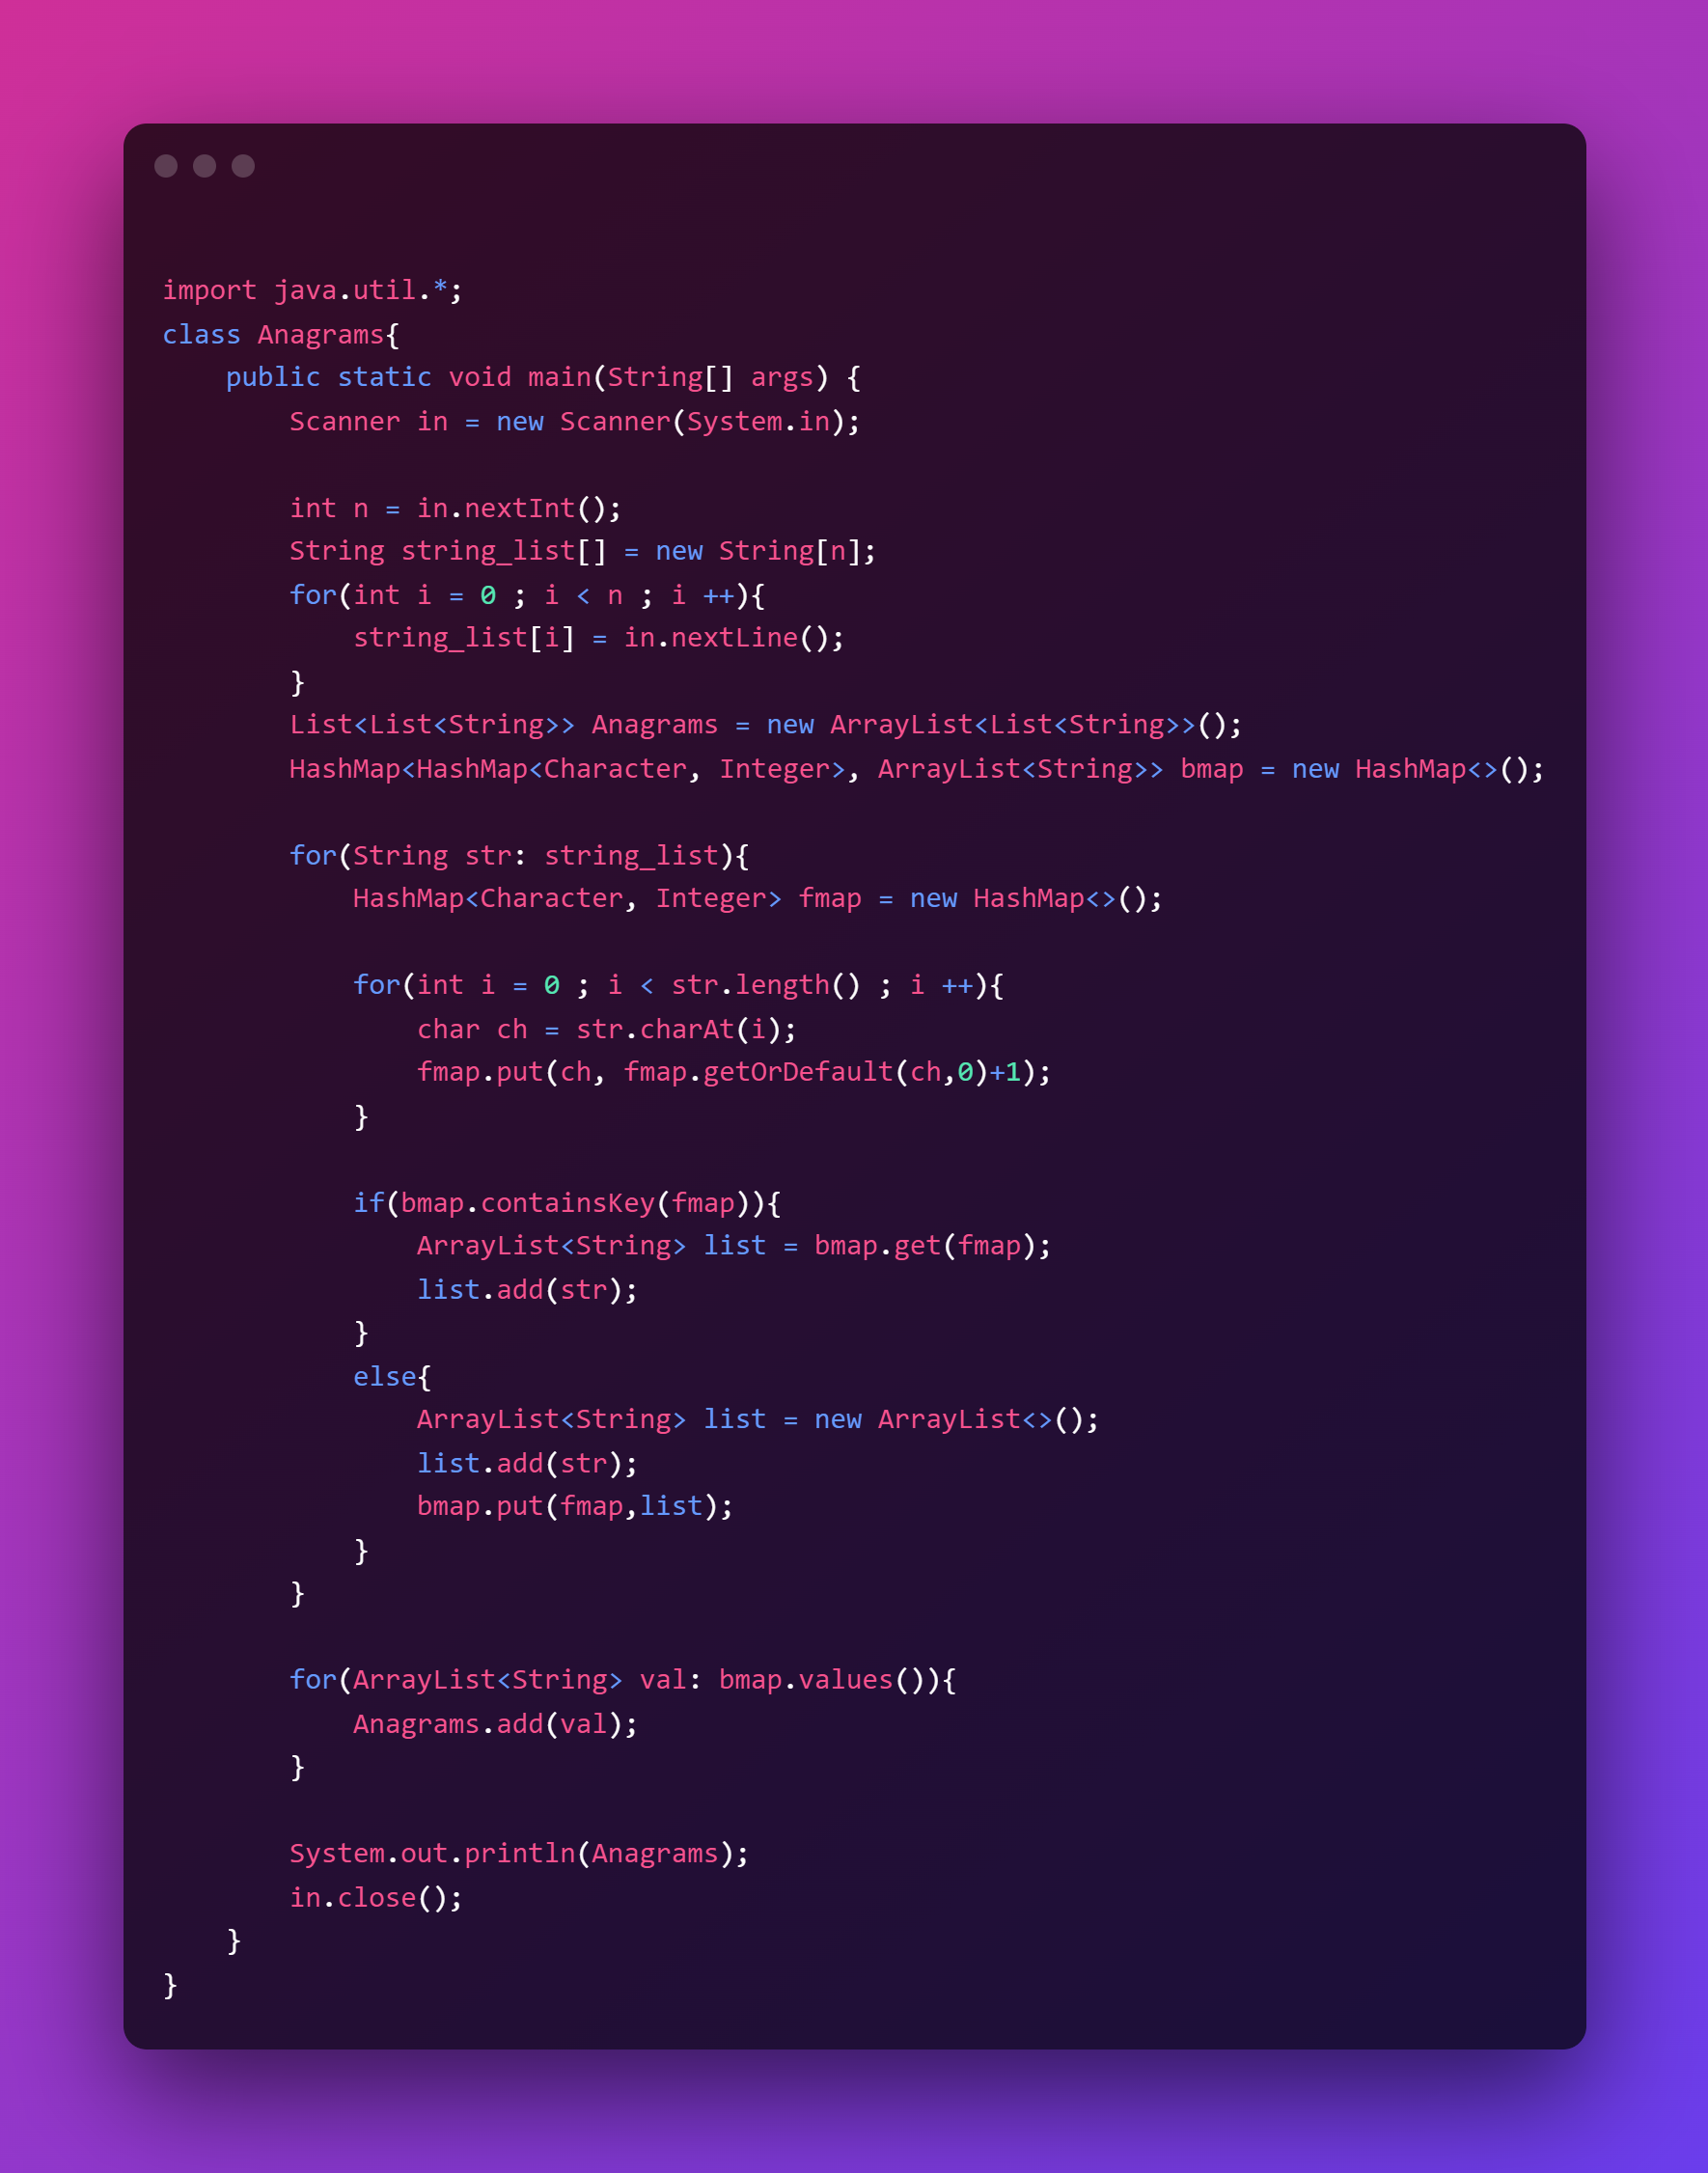 import java.util.*;
class Anagrams{
    public static void main(String[] args) {
        Scanner in = new Scanner(System.in);

        int n = in.nextInt();
        String string_list[] = new String[n];
        for(int i = 0 ; i < n ; i ++){
            string_list[i] = in.nextLine();
        }
        List<List<String>> Anagrams = new ArrayList<List<String>>();
        HashMap<HashMap<Character, Integer>, ArrayList<String>> bmap = new HashMap<>();

        for(String str: string_list){
            HashMap<Character, Integer> fmap = new HashMap<>();

            for(int i = 0 ; i < str.length() ; i ++){
                char ch = str.charAt(i);
                fmap.put(ch, fmap.getOrDefault(ch,0)+1);
            }

            if(bmap.containsKey(fmap)){
                ArrayList<String> list = bmap.get(fmap);
                list.add(str);
            }
            else{
                ArrayList<String> list = new ArrayList<>();
                list.add(str);
                bmap.put(fmap,list);
            }
        }

        for(ArrayList<String> val: bmap.values()){
            Anagrams.add(val);
        }

        System.out.println(Anagrams);
        in.close();
    }
}